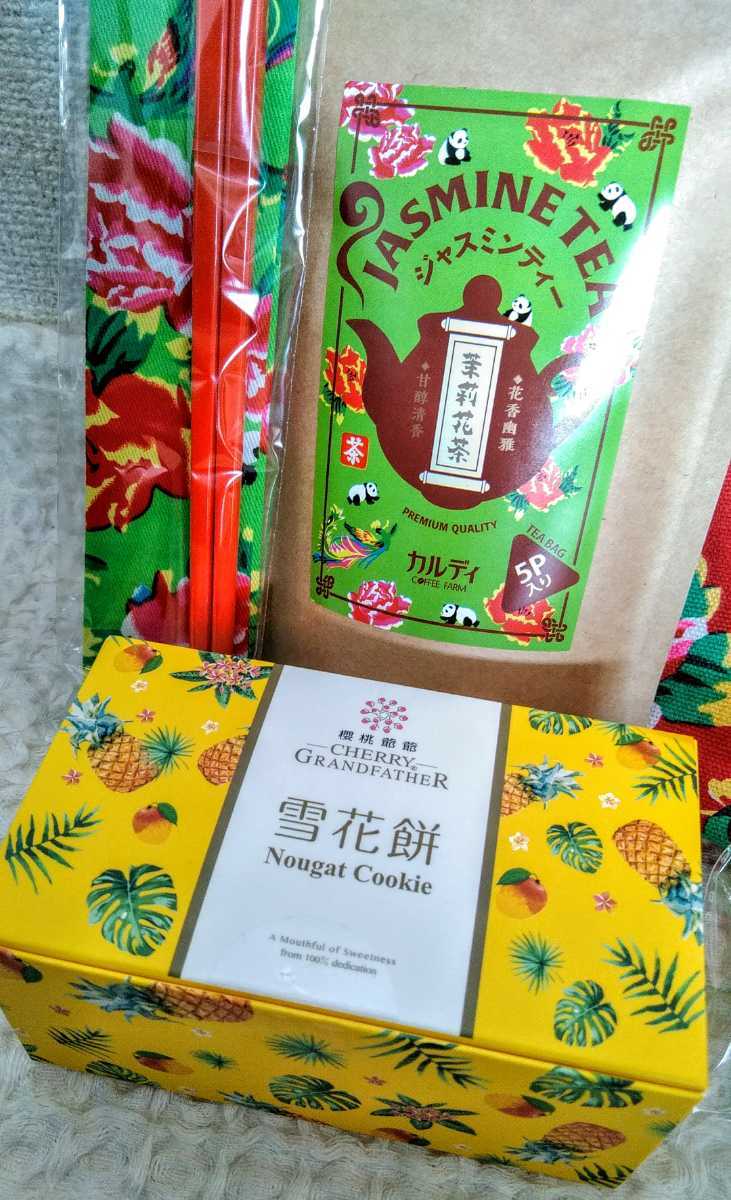 JASMINE TEA
ジャスミンティー
茉莉花茶
花香幽雅
甘醇清香
茶
PREMIUM QUALITY
カルディ
COFFEE FARM
TEA BAG
5P
入り
櫻桃爺爺
CHERRY
GRANDFATHER
雪花餅
Nougat Cookie
A Mouthful of Sweetness
from 100% dedication